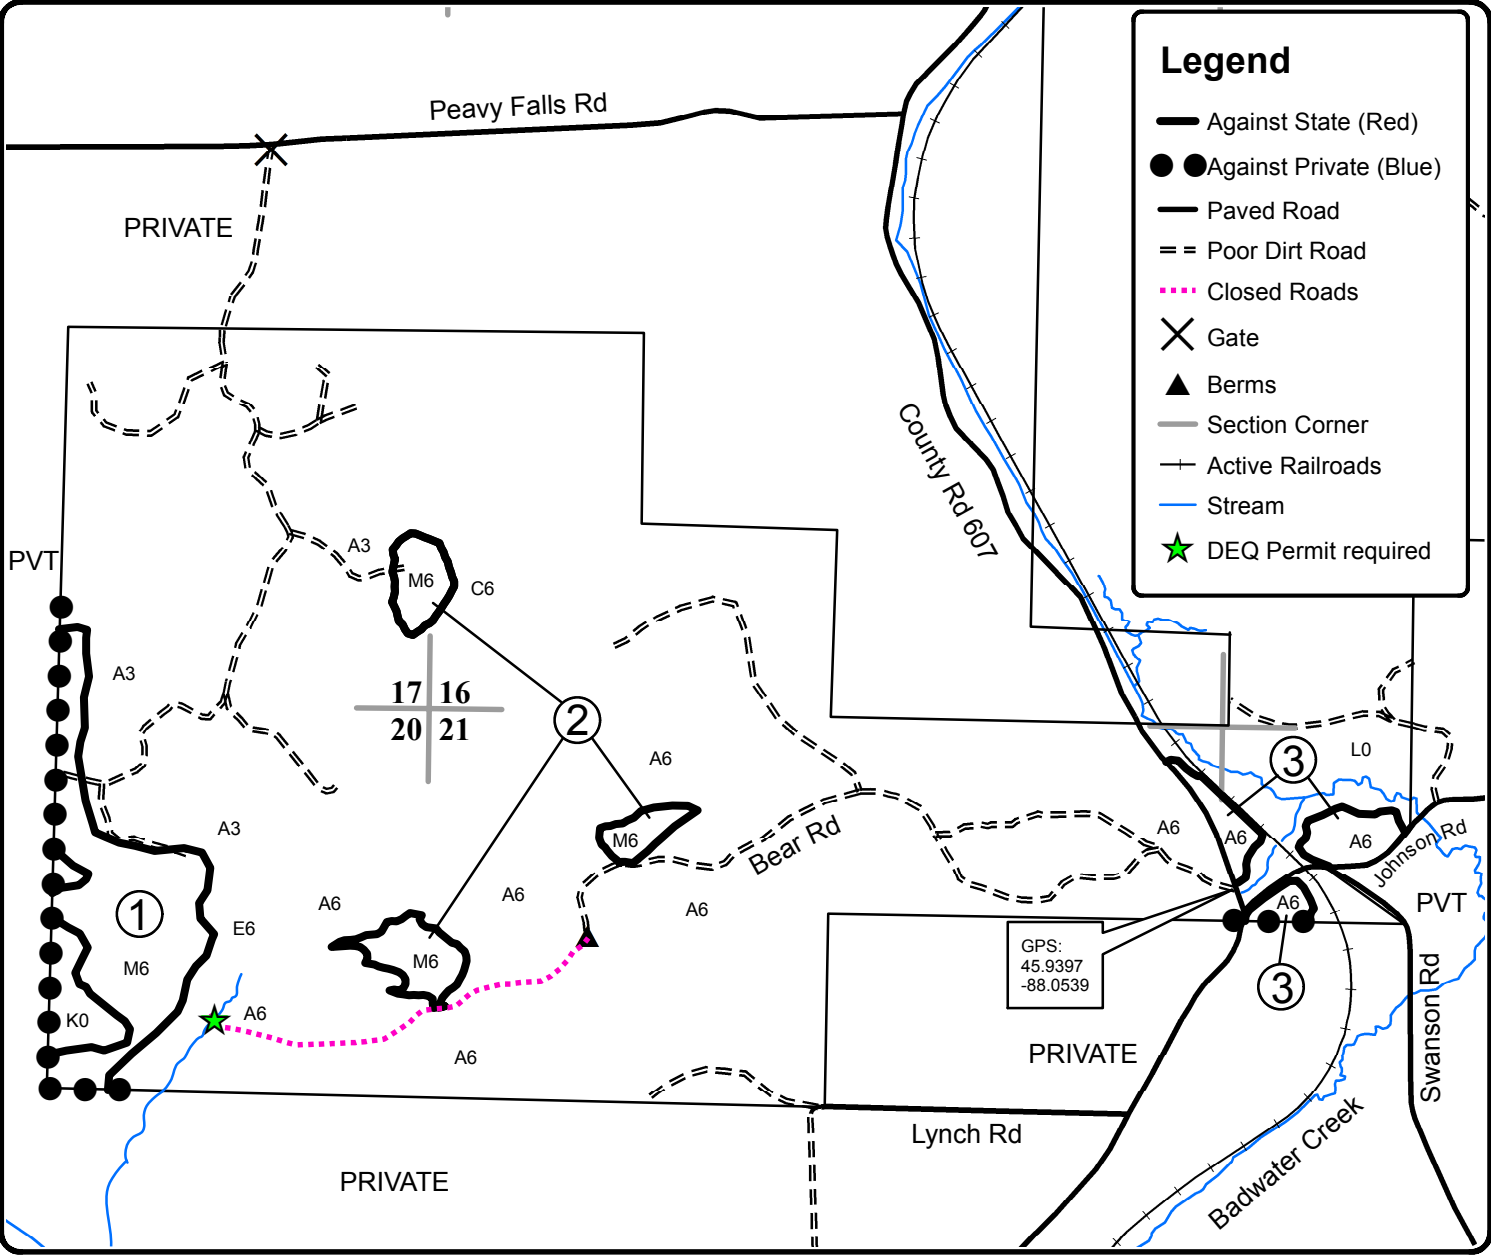 Legend
Against State (Red)
Against Private (Blue)
Paved Road
Poor Dirt Road
Closed Roads
Gate
Berms
Section Corner
Active Railroads
Stream
DEQ Permit required
Peavy Falls Rd
PRIVATE
County Rd 607
PVT
A3
M6
C6
A3
17 16
20 21
2
A6
3
L0
A3
M6
Bear Rd
A6
A6
A6
Johnson Rd
1
A6
A6
A6
A6
PVT
E6
M6
M6
GPS:
45.9397
-88.0539
3
K0
A6
A6
PRIVATE
Swanson Rd
Lynch Rd
Badwater Creek
PRIVATE